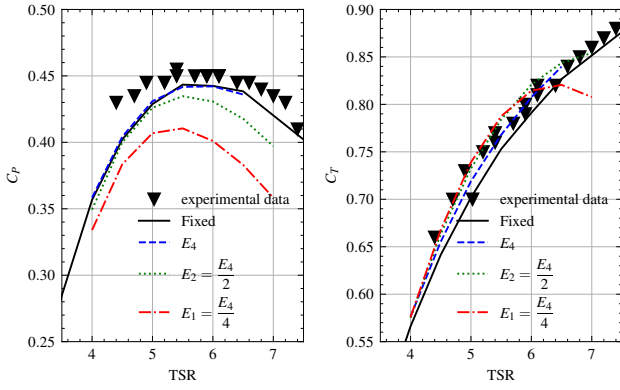 0.50
0.45
0.40
0.35
0.30
0.25
C_P
4 5 6 7
TSR
experimental data
Fixed
E_4
E_2 = E_4/2
E_1 = E_4/4
0.90
0.85
0.80
0.75
0.70
0.65
0.60
0.55
C_T
4 5 6 7
TSR
experimental data
Fixed
E_4
E_2 = E_4/2
E_1 = E_4/4